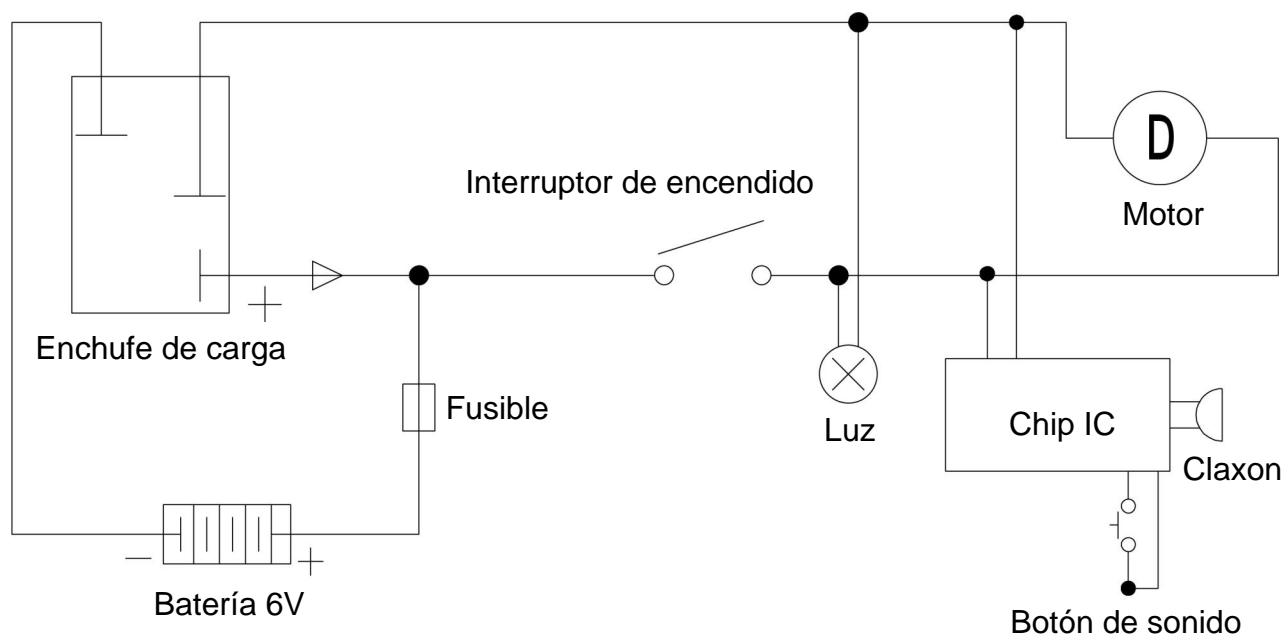 Interruptor de encendido
D
Motor
+
Enchufe de carga
Fusible
Luz
Chip IC
Claxon
− +
Batería 6V
Botón de sonido